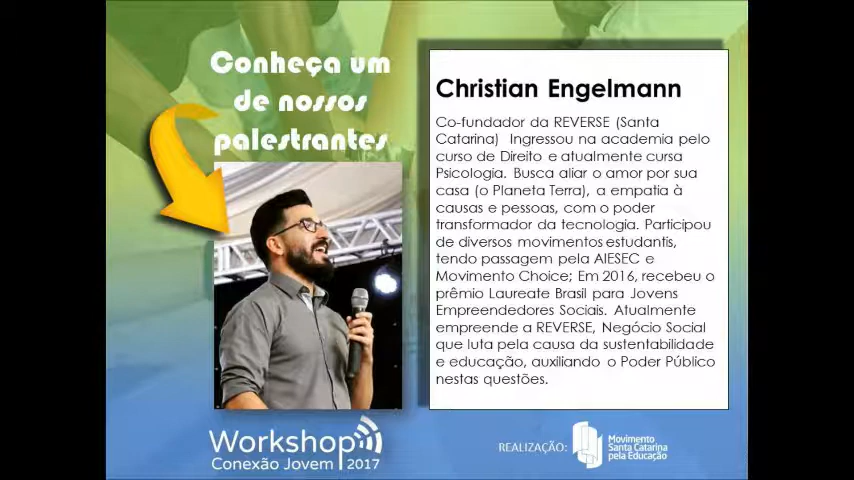 Conheça um
de nossos
palestrantes
Christian Engelmann
Co-fundador da REVERSE (Santa
Catarina) Ingressou na academia pelo
curso de Direito e atualmente cursa
Psicologia. Busca aliar o amor por sua
casa (o Planeta Terra), a empatia à
causas e pessoas, com o poder
transformador da tecnologia. Participou
de diversos movimentos estudantis,
tendo passagem pela AIESEC e
Movimento Choice; Em 2016, recebeu o
prêmio Laureate Brasil para Jovens
Empreendedores Sociais. Atualmente
empreende a REVERSE, Negócio Social
que luta pela causa da sustentabilidade
e educação, auxiliando o Poder Público
nestas questões.
Workshop
Conexão Jovem 2017
REALIZAÇÃO:
Movimento
Santa Catarina
pela Educação